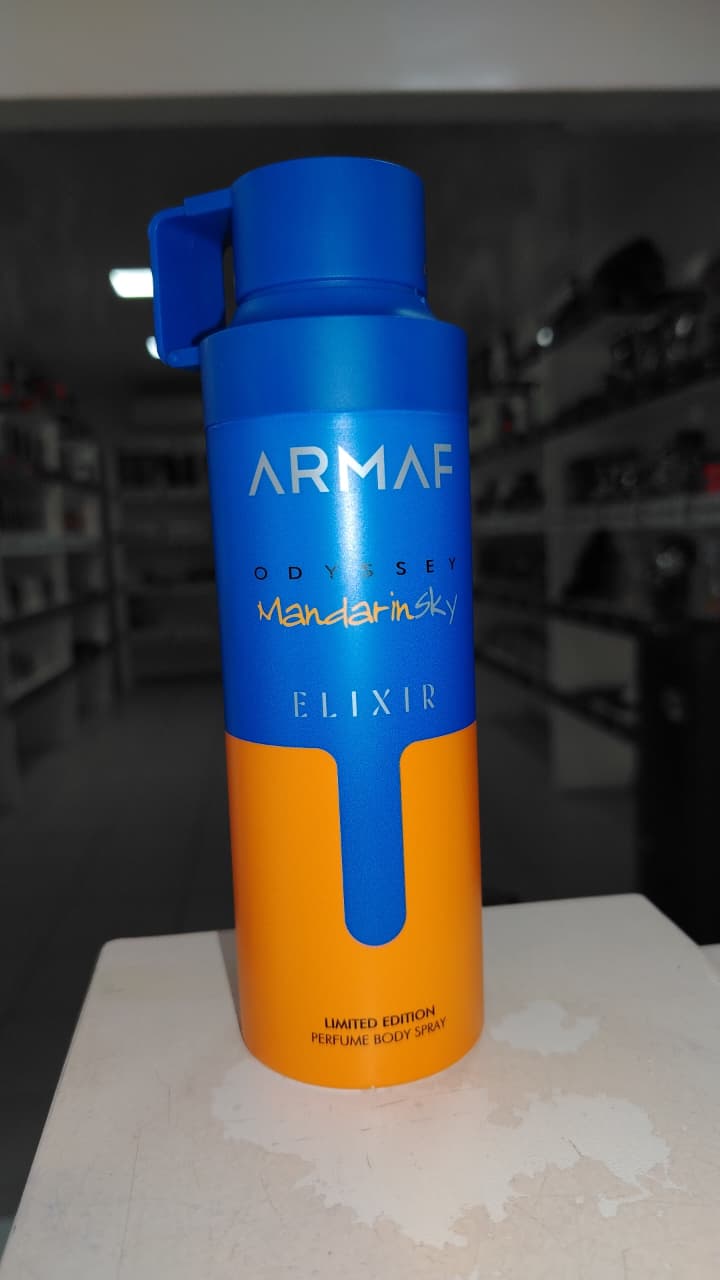 ARMAF
ODYSSEY
MandarinSky
ELIXIR
LIMITED EDITION
PERFUME BODY SPRAY